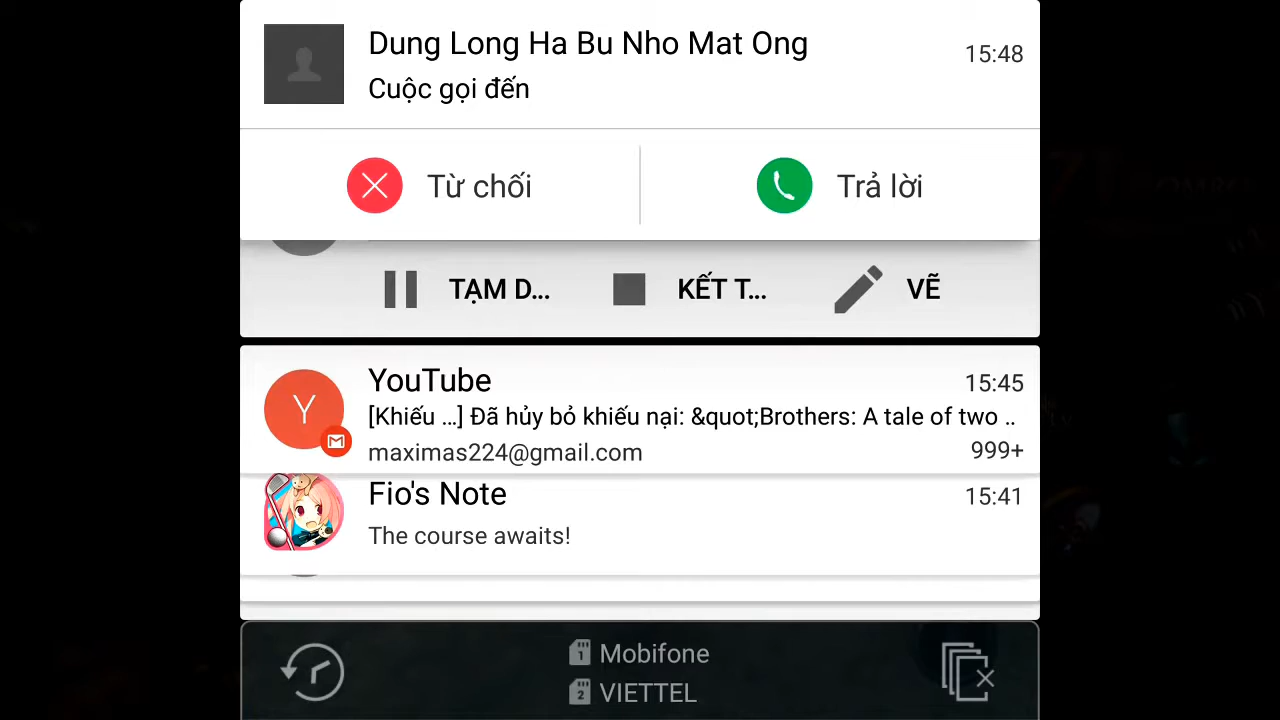 Dung Long Ha Bu Nho Mat Ong
15:48
Cuộc gọi đến
Từ chối
Trả lời
TẠM D...
KẾT T...
VẼ
Y
YouTube
15:45
[Khiếu ...] Đã hủy bỏ khiếu nại: &quot;Brothers: A tale of two ..
maximas224@gmail.com
999+
Fio's Note
15:41
The course awaits!
1 Mobifone
2 VIETTEL